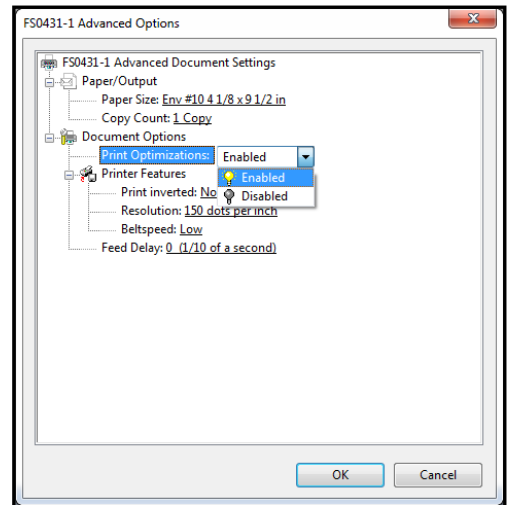 FS0431-1 Advanced Options
FS0431-1 Advanced Document Settings
Paper/Output
Paper Size: Env #10 4 1/8 x 9 1/2 in
Copy Count: 1 Copy
Document Options
Print Optimizations: Enabled
Enabled
Printer Features
Print inverted: No
Disabled
Resolution: 150 dots per inch
Beltspeed: Low
Feed Delay: 0 (1/10 of a second)
OK Cancel